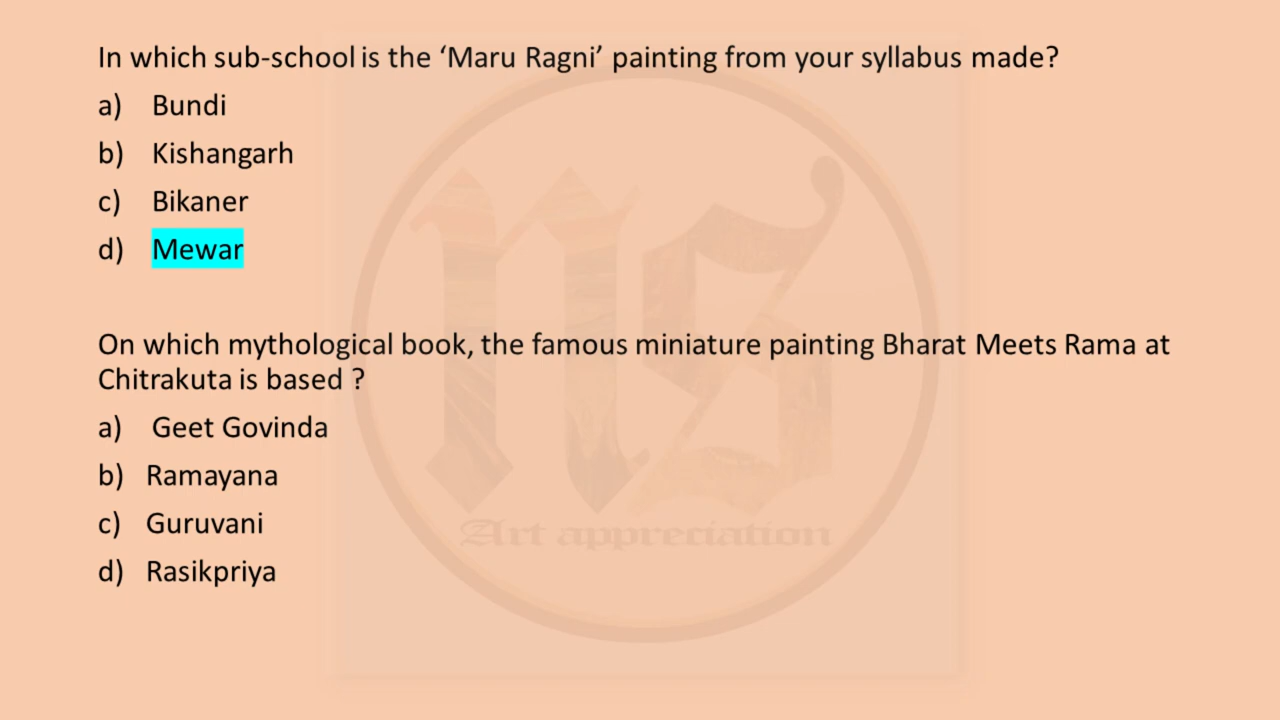 In which sub-school is the ‘Maru Ragni’ painting from your syllabus made?
a) Bundi
b) Kishangarh
c) Bikaner
d) Mewar
On which mythological book, the famous miniature painting Bharat Meets Rama at
Chitrakuta is based ?
a) Geet Govinda
b) Ramayana
c) Guruvani
d) Rasikpriya
NS
Art appreciation